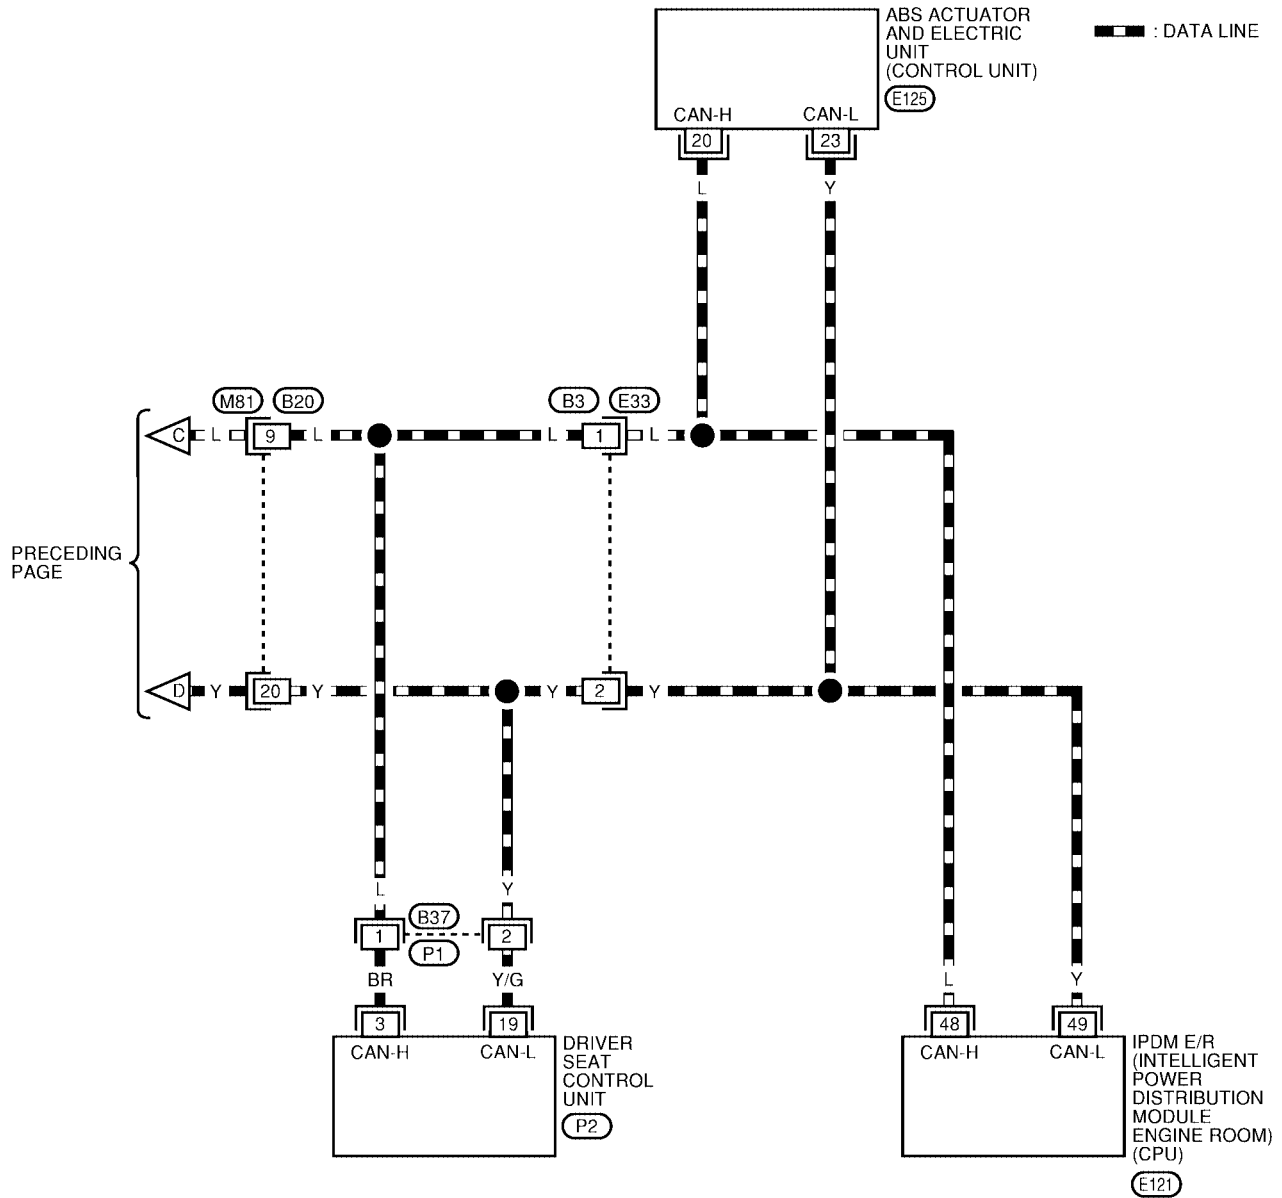 ABS ACTUATOR
AND ELECTRIC
UNIT
(CONTROL UNIT)
E125
: DATA LINE
CAN-H CAN-L
20 23
L Y
M81 B20 B3 E33
C L 9 L L 1 L
PRECEDING
PAGE
D Y 20 Y Y 2 Y
L Y
B37
1 2
P1
BR Y/G L Y
3 19 48 49
CAN-H CAN-L CAN-H CAN-L
DRIVER
SEAT
CONTROL
UNIT
P2
IPDM E/R
(INTELLIGENT
POWER
DISTRIBUTION
MODULE
ENGINE ROOM)
(CPU)
E121